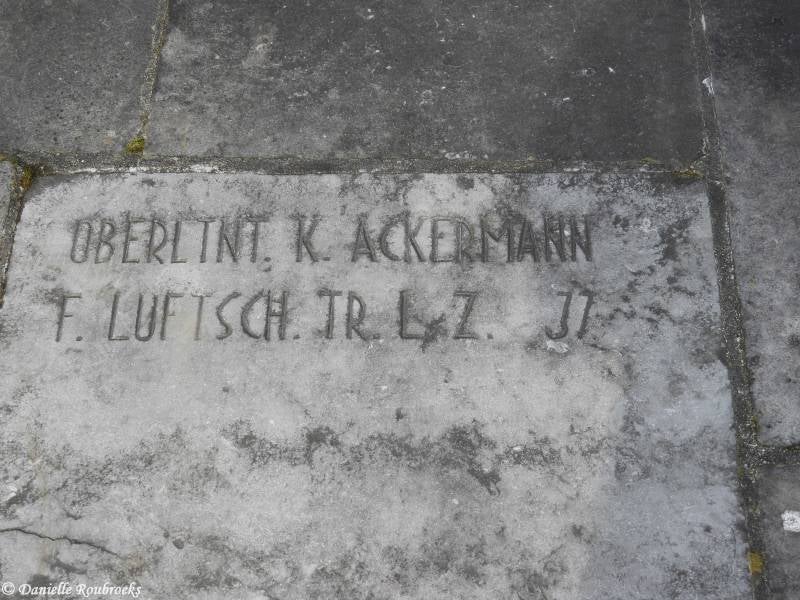 OBERLTNT. K. ACKERMANN
F. LUFTSCH. TR. L. Z. 37
© Danielle Roubroeks